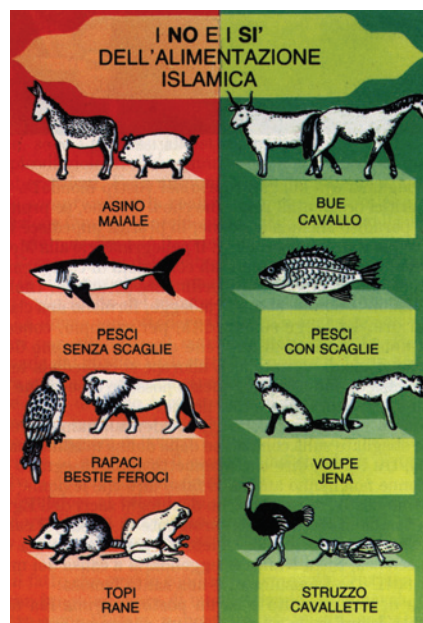 I NO E I SI'
DELL'ALIMENTAZIONE
ISLAMICA
ASINO
MAIALE
BUE
CAVALLO
PESCI
SENZA SCAGLIE
PESCI
CON SCAGLIE
RAPACI
BESTIE FEROCI
VOLPE
JENA
TOPI
RANE
STRUZZO
CAVALLETTE